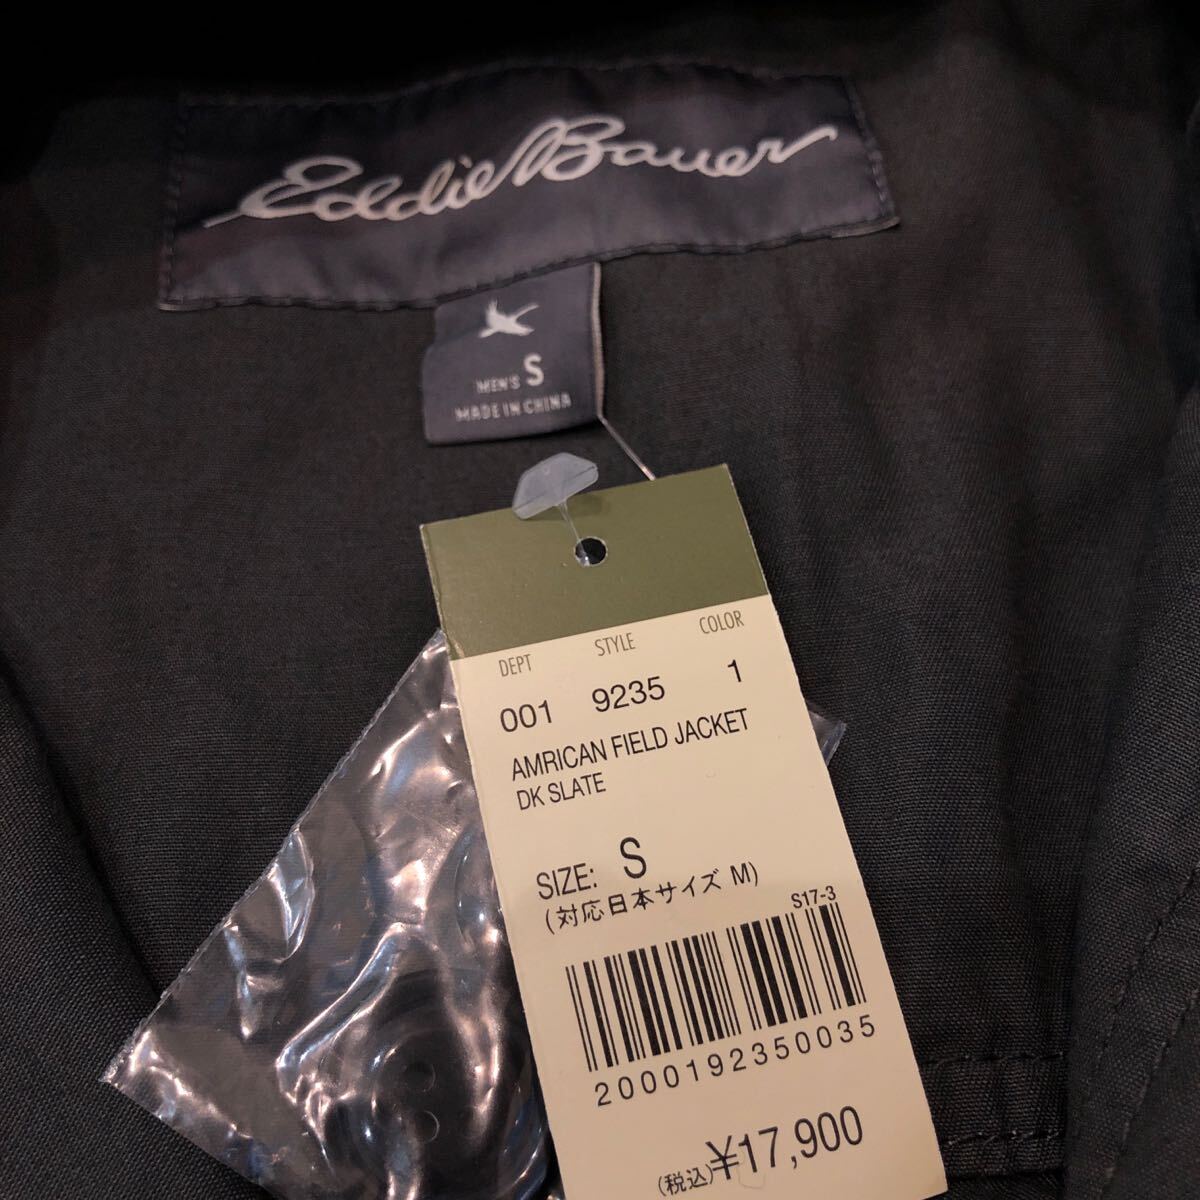 Eddie Bauer
MEN'S S
MADE IN CHINA
DEPT STYLE COLOR
001 9235 1
AMRICAN FIELD JACKET
DK SLATE
SIZE: S
(対応日本サイズ M)
S17-3
2000192350035
(税込)¥17,900